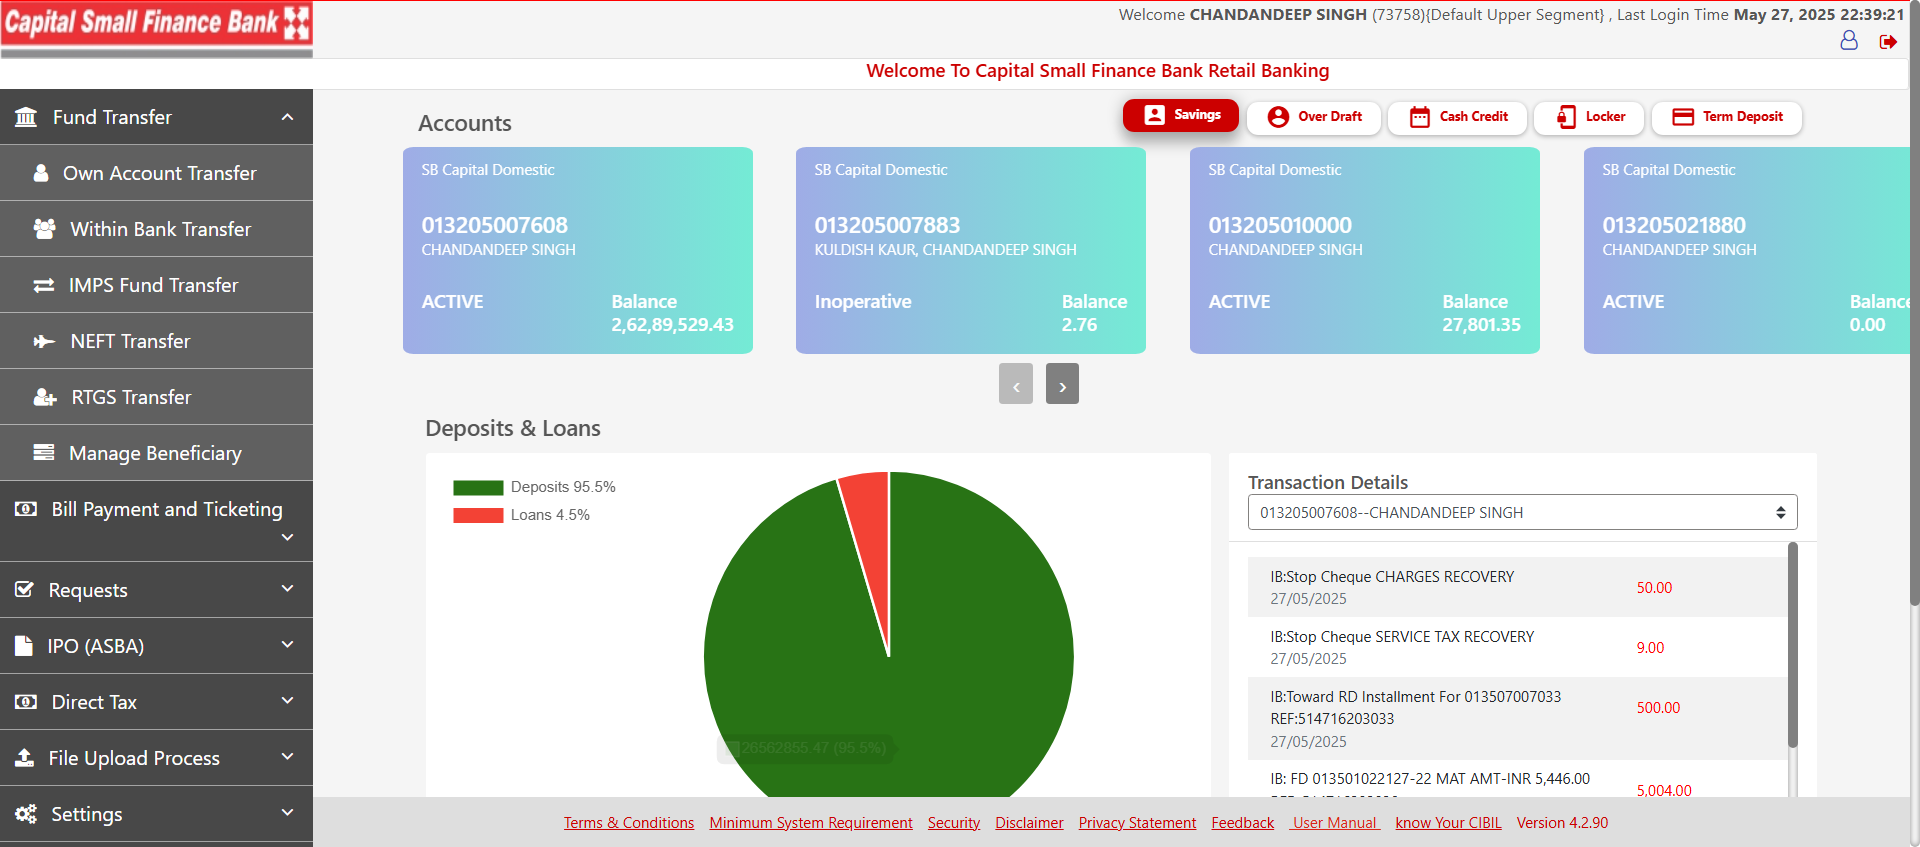 Capital Small Finance Bank
Welcome CHANDANDEEP SINGH (73758){Default Upper Segment} , Last Login Time May 27, 2025 22:39:21
Welcome To Capital Small Finance Bank Retail Banking
Fund Transfer
Own Account Transfer
Within Bank Transfer
IMPS Fund Transfer
NEFT Transfer
RTGS Transfer
Manage Beneficiary
Bill Payment and Ticketing
Requests
IPO (ASBA)
Direct Tax
File Upload Process
Settings
Accounts
Savings
Over Draft
Cash Credit
Locker
Term Deposit
SB Capital Domestic
013205007608
CHANDANDEEP SINGH
ACTIVE
Balance
2,62,89,529.43
SB Capital Domestic
013205007883
KULDISH KAUR, CHANDANDEEP SINGH
Inoperative
Balance
2.76
SB Capital Domestic
013205010000
CHANDANDEEP SINGH
ACTIVE
Balance
27,801.35
SB Capital Domestic
013205021880
CHANDANDEEP SINGH
ACTIVE
Balance
0.00
‹ ›
Deposits & Loans
Deposits 95.5%
Loans 4.5%
26562855.47 (95.5%)
Transaction Details
013205007608--CHANDANDEEP SINGH
IB:Stop Cheque CHARGES RECOVERY
27/05/2025
50.00
IB:Stop Cheque SERVICE TAX RECOVERY
27/05/2025
9.00
IB:Toward RD Installment For 013507007033
REF:514716203033
27/05/2025
500.00
IB: FD 013501022127-22 MAT AMT-INR 5,446.00
5,004.00
Terms & Conditions Minimum System Requirement Security Disclaimer Privacy Statement Feedback User Manual know Your CIBIL Version 4.2.90